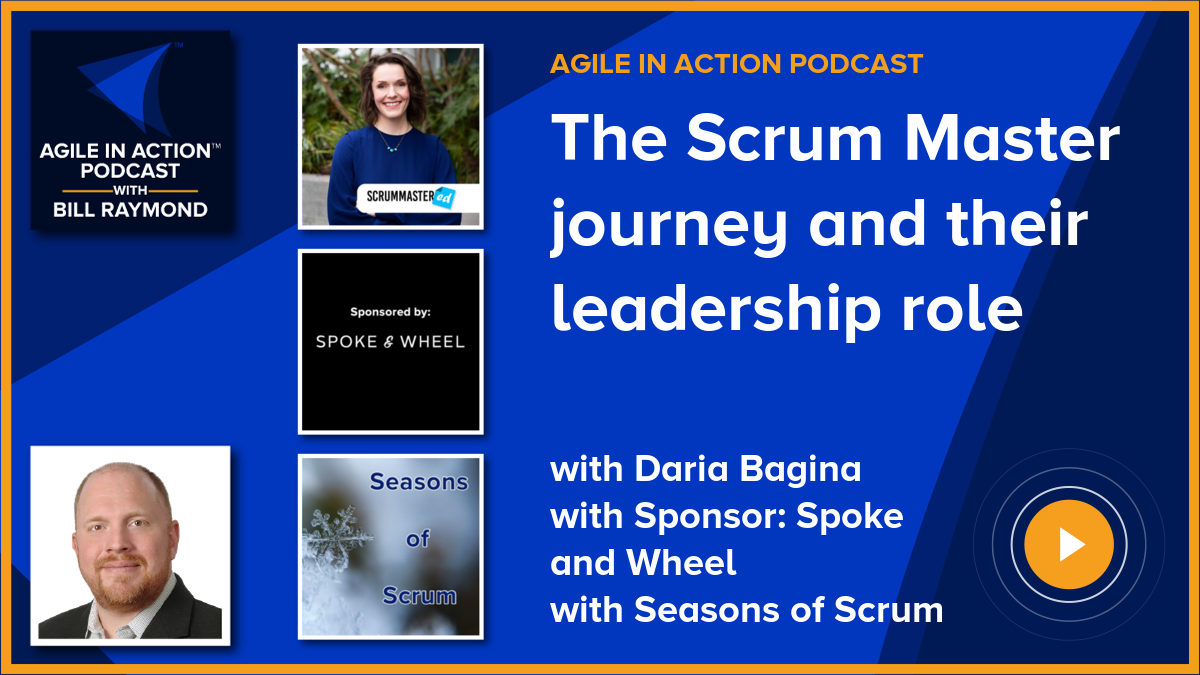 AGILE IN ACTION™
PODCAST
WITH
BILL RAYMOND
SCRUMMASTERed
Sponsored by:
SPOKE & WHEEL
Seasons
of
Scrum
AGILE IN ACTION PODCAST
The Scrum Master
journey and their
leadership role
with Daria Bagina
with Sponsor: Spoke
and Wheel
with Seasons of Scrum